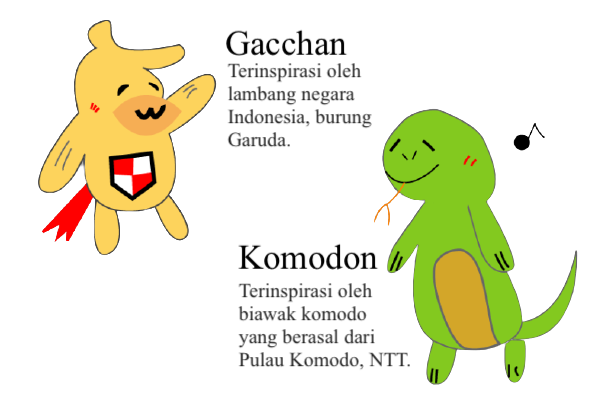 Gacchan
Terinspirasi oleh
lambang negara
Indonesia, burung
Garuda.
Komodon
Terinspirasi oleh
biawak komodo
yang berasal dari
Pulau Komodo, NTT.